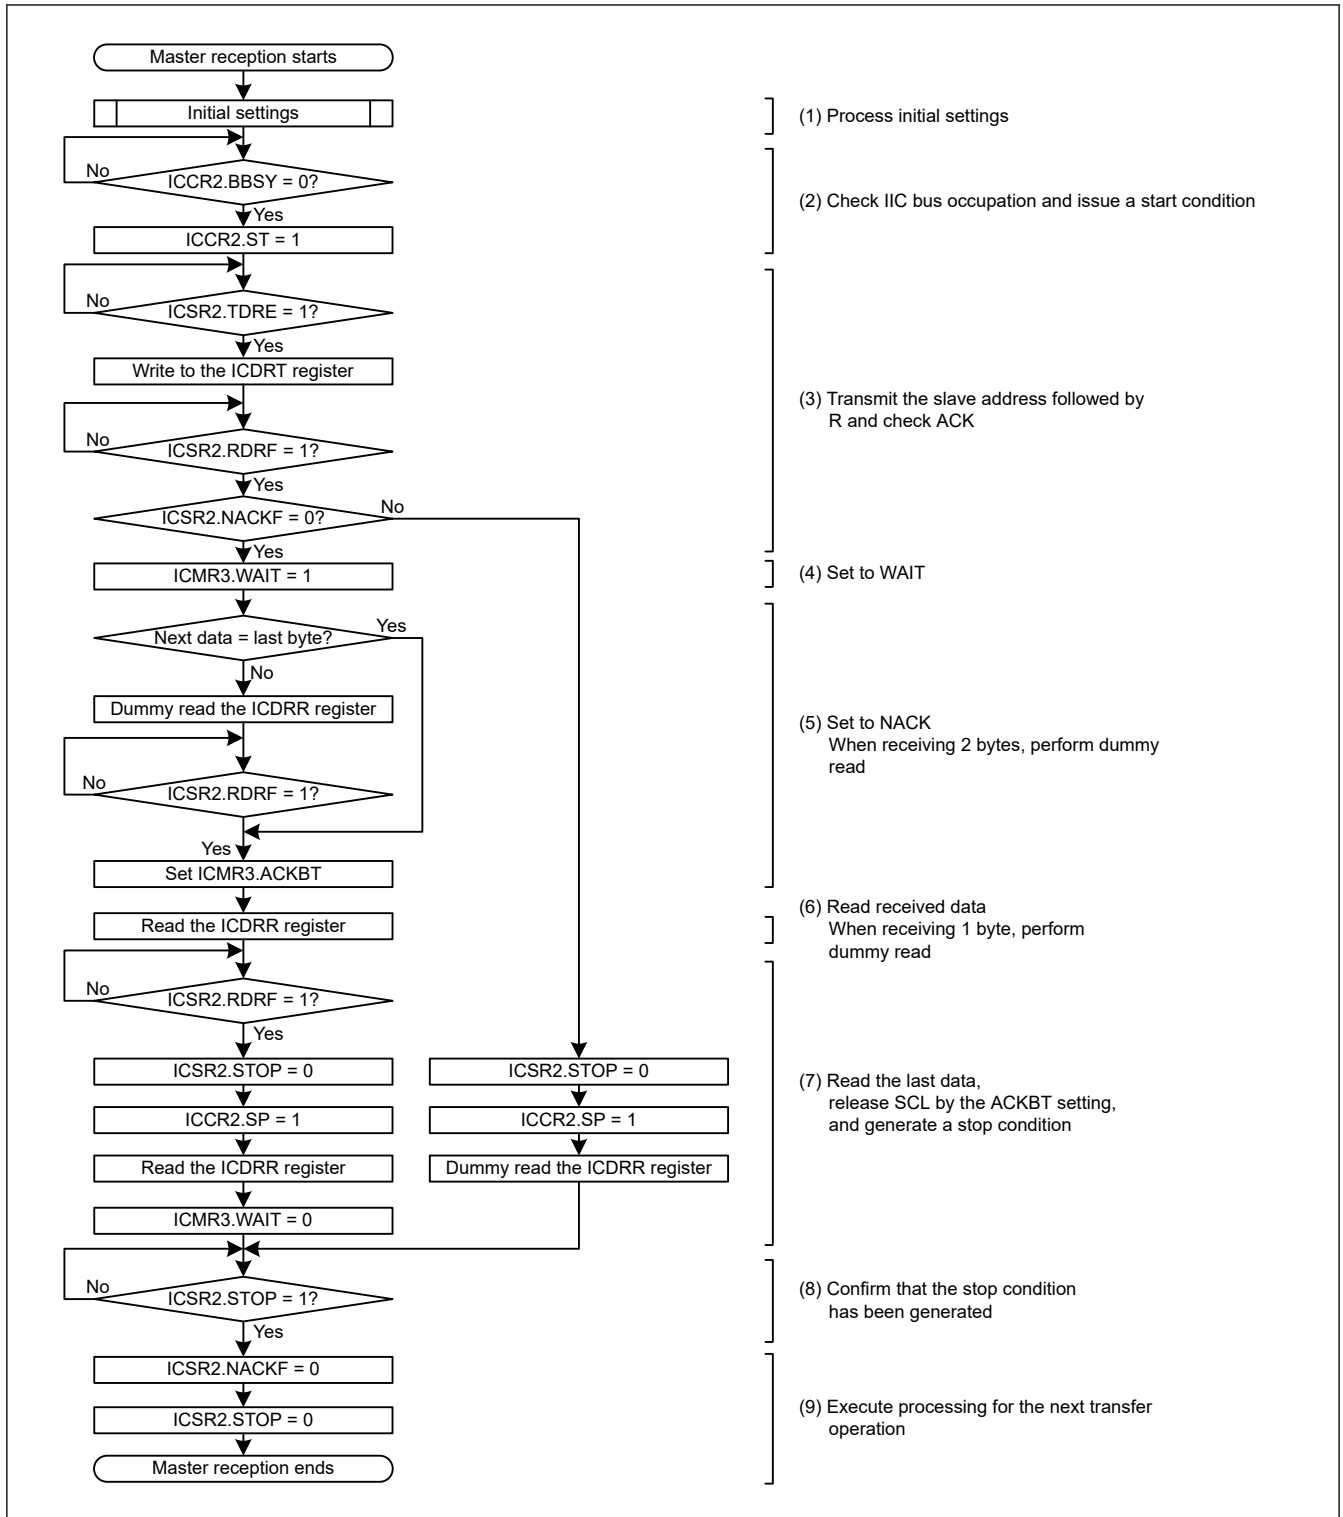 Master reception starts
Initial settings
(1) Process initial settings
No
ICCR2.BBSY = 0?
(2) Check IIC bus occupation and issue a start condition
Yes
ICCR2.ST = 1
No
ICSR2.TDRE = 1?
Yes
Write to the ICDRT register
(3) Transmit the slave address followed by
R and check ACK
No
ICSR2.RDRF = 1?
Yes
ICSR2.NACKF = 0?
No
Yes
ICMR3.WAIT = 1
(4) Set to WAIT
Next data = last byte?
Yes
No
Dummy read the ICDRR register
(5) Set to NACK
When receiving 2 bytes, perform dummy
read
No
ICSR2.RDRF = 1?
Yes
Set ICMR3.ACKBT
(6) Read received data
When receiving 1 byte, perform
dummy read
Read the ICDRR register
No
ICSR2.RDRF = 1?
Yes
ICSR2.STOP = 0
ICSR2.STOP = 0
(7) Read the last data,
release SCL by the ACKBT setting,
and generate a stop condition
ICCR2.SP = 1
ICCR2.SP = 1
Read the ICDRR register
Dummy read the ICDRR register
ICMR3.WAIT = 0
No
ICSR2.STOP = 1?
(8) Confirm that the stop condition
has been generated
Yes
ICSR2.NACKF = 0
ICSR2.STOP = 0
(9) Execute processing for the next transfer
operation
Master reception ends